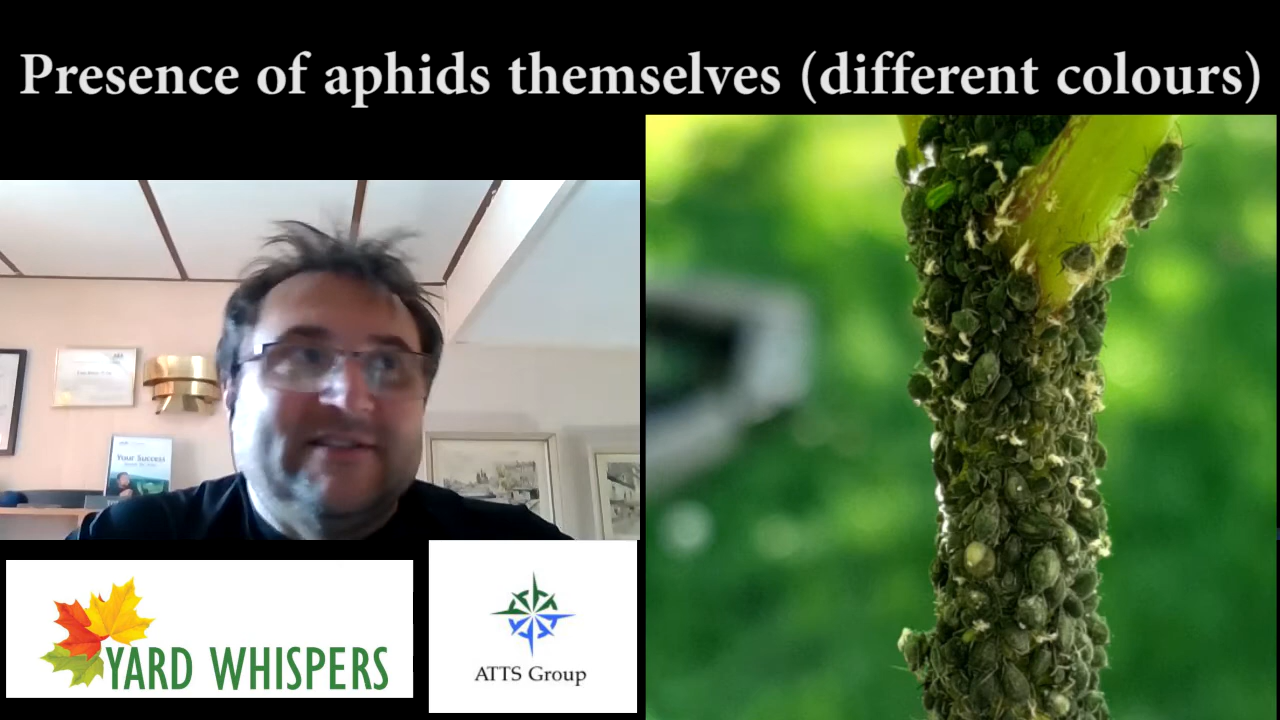 Presence of aphids themselves (different colours)
Your Success
YARD WHISPERS
ATTS Group